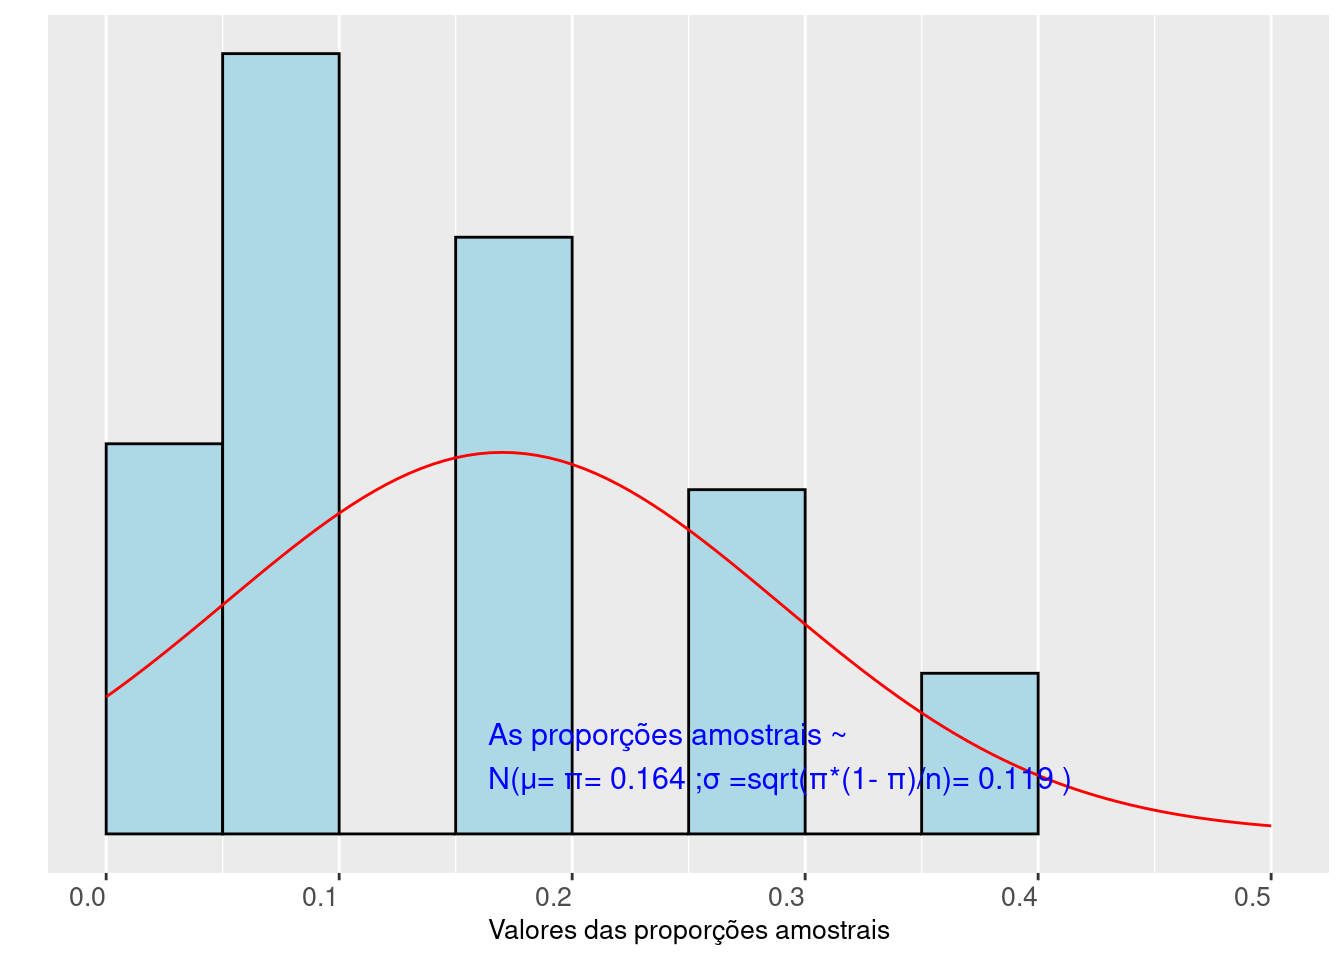 As proporções amostrais ~
N(μ= π= 0.164 ;σ =sqrt(π*(1- π)/n)= 0.119 )
0.0 0.1 0.2 0.3 0.4 0.5
Valores das proporções amostrais